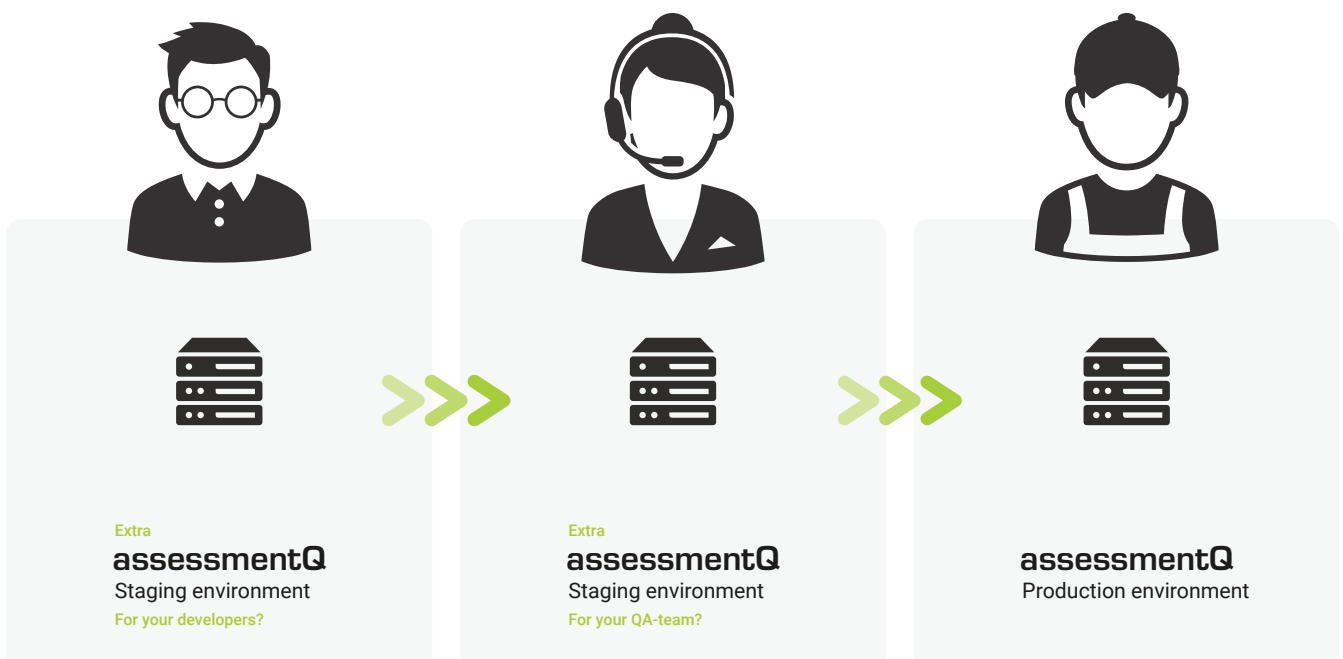 Extra
assessmentQ
Staging environment
For your developers?
Extra
assessmentQ
Staging environment
For your QA-team?
assessmentQ
Production environment